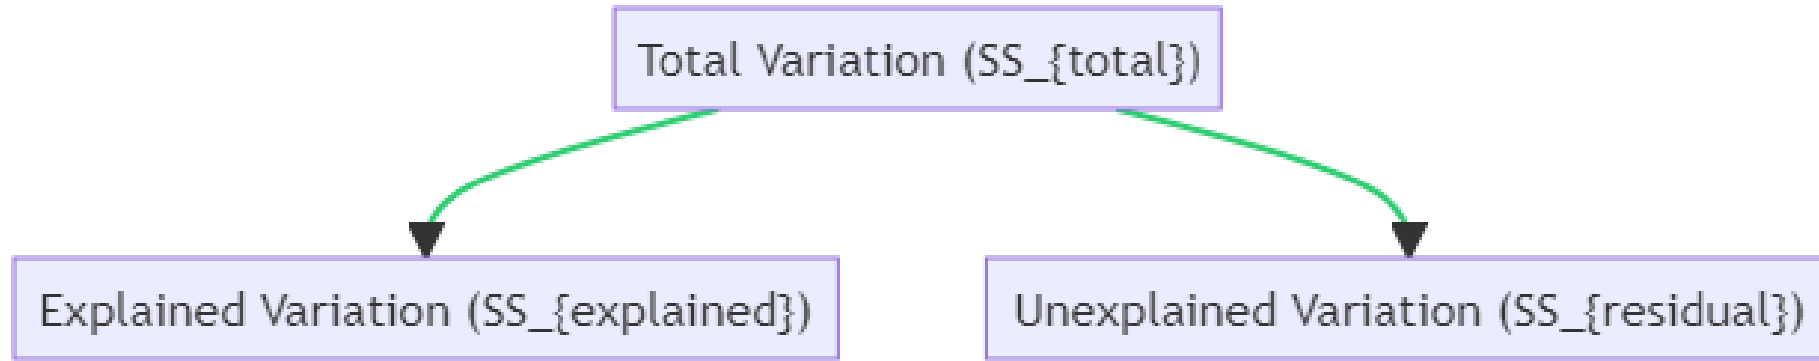 Total Variation (SS_{total})
Explained Variation (SS_{explained})
Unexplained Variation (SS_{residual})